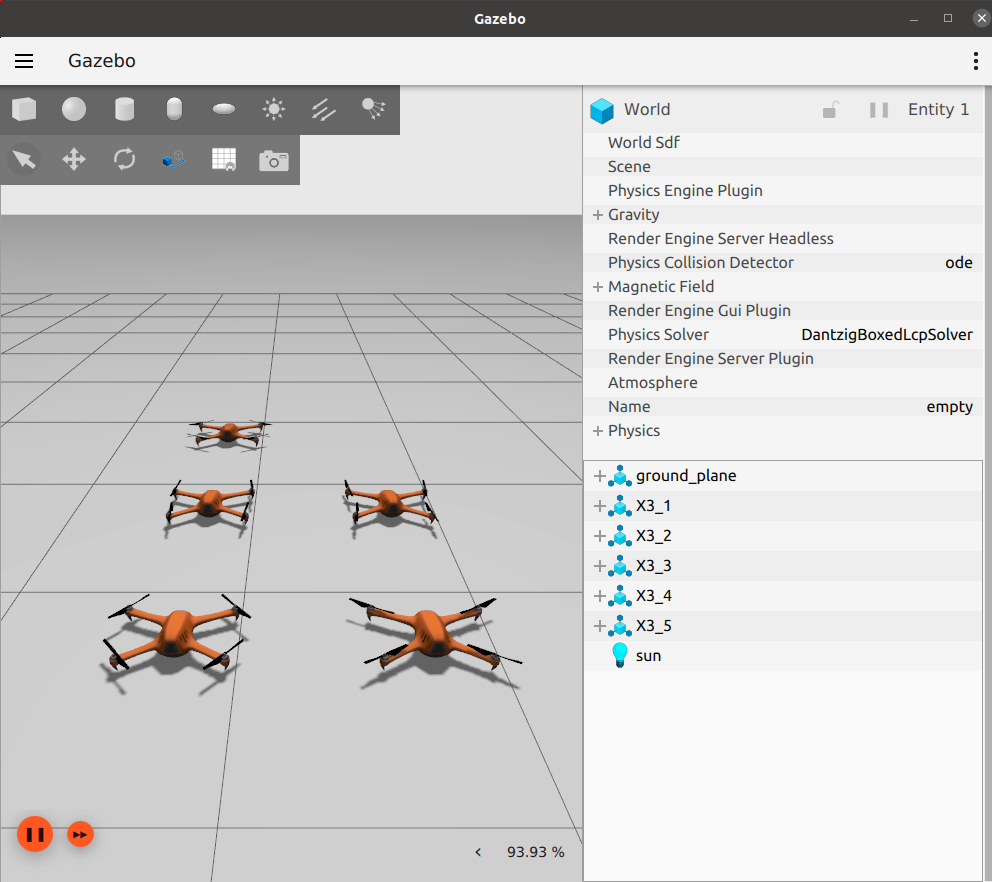 Gazebo
Gazebo
World Entity 1
World Sdf
Scene
Physics Engine Plugin
Gravity
Render Engine Server Headless
Physics Collision Detector ode
Magnetic Field
Render Engine Gui Plugin
Physics Solver DantzigBoxedLcpSolver
Render Engine Server Plugin
Atmosphere
Name empty
Physics
ground_plane
X3_1
X3_2
X3_3
X3_4
X3_5
sun
93.93 %